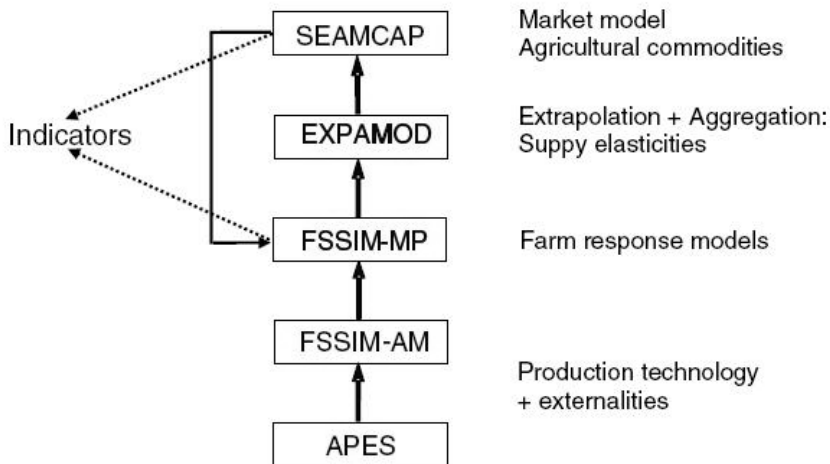 SEAMCAP
Market model
Agricultural commodities
Indicators
EXPAMOD
Extrapolation + Aggregation:
Suppy elasticities
FSSIM-MP
Farm response models
FSSIM-AM
Production technology
+ externalities
APES